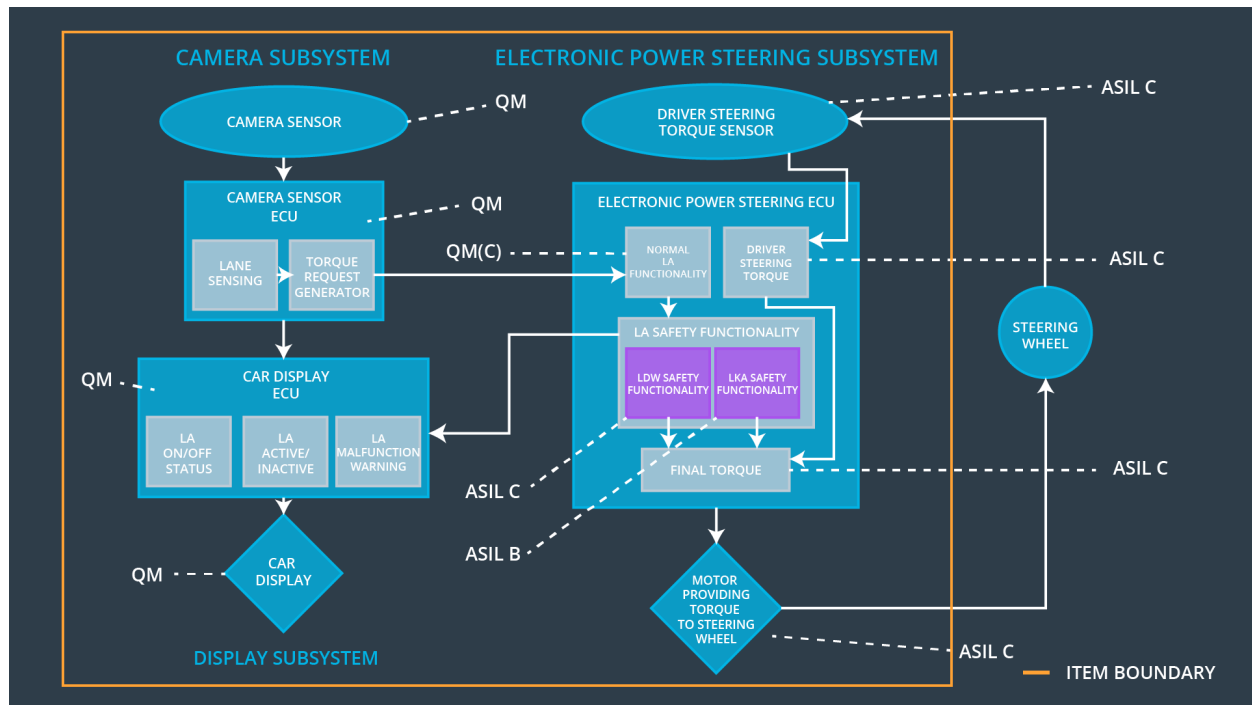 CAMERA SUBSYSTEM
ELECTRONIC POWER STEERING SUBSYSTEM
CAMERA SENSOR
QM
DRIVER STEERING
TORQUE SENSOR
ASIL C
CAMERA SENSOR
ECU
QM
LANE
SENSING
TORQUE
REQUEST
GENERATOR
QM(C)
ELECTRONIC POWER STEERING ECU
NORMAL
LA
FUNCTIONALITY
DRIVER
STEERING
TORQUE
ASIL C
LA SAFETY FUNCTIONALITY
LDW SAFETY
FUNCTIONALITY
LKA SAFETY
FUNCTIONALITY
STEERING
WHEEL
QM
CAR DISPLAY
ECU
LA
ON/OFF
STATUS
LA
ACTIVE/
INACTIVE
LA
MALFUNCTION
WARNING
FINAL TORQUE
ASIL C
ASIL C
ASIL B
QM
CAR
DISPLAY
MOTOR
PROVIDING
TORQUE
TO STEERING
WHEEL
ASIL C
DISPLAY SUBSYSTEM
ITEM BOUNDARY